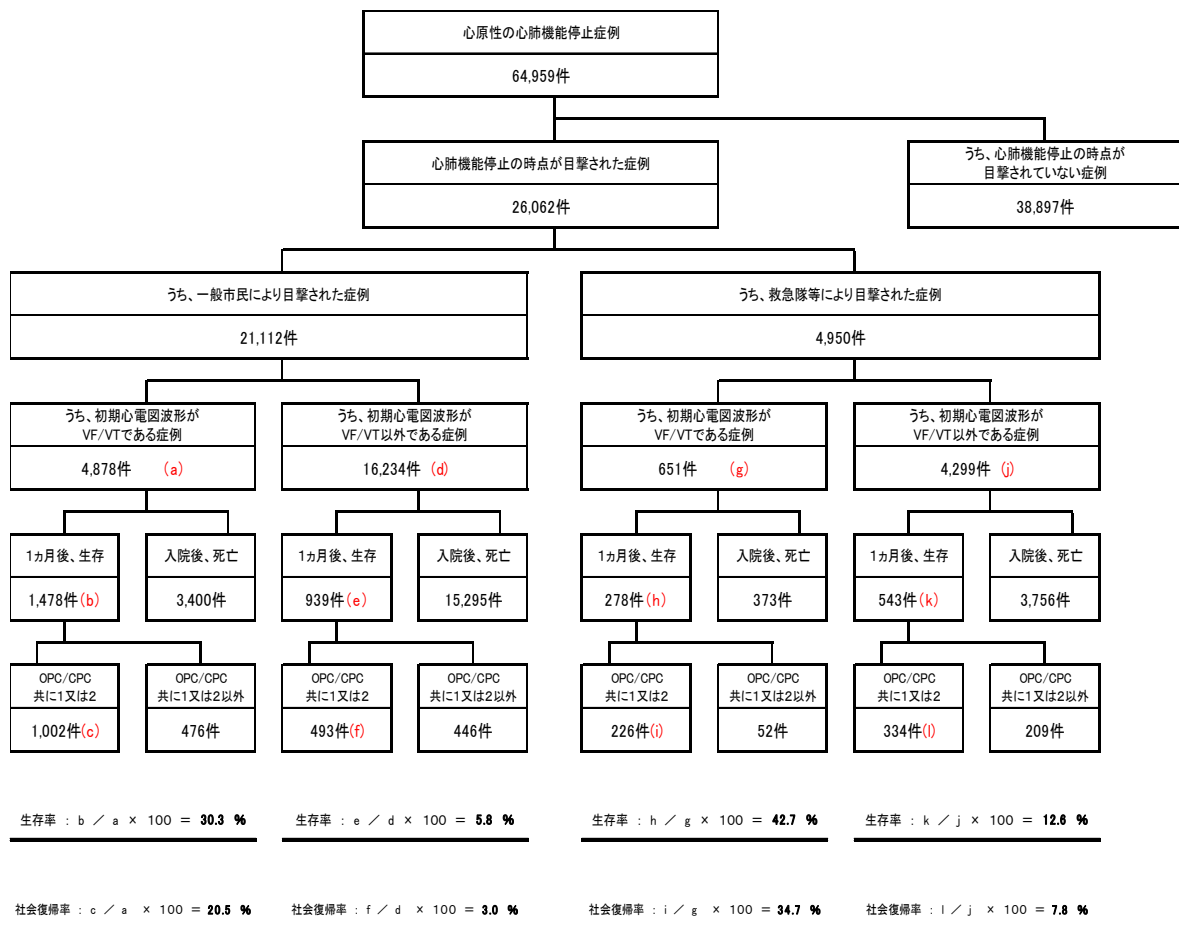 心原性の心肺機能停止症例
64,959件
心肺機能停止の時点が目撃された症例
26,062件
うち、心肺機能停止の時点が
目撃されていない症例
38,897件
うち、一般市民により目撃された症例
21,112件
うち、救急隊等により目撃された症例
4,950件
うち、初期心電図波形が
VF/VTである症例
4,878件 (a)
うち、初期心電図波形が
VF/VT以外である症例
16,234件 (d)
うち、初期心電図波形が
VF/VTである症例
651件 (g)
うち、初期心電図波形が
VF/VT以外である症例
4,299件 (j)
1ヵ月後、生存
1,478件(b)
入院後、死亡
3,400件
1ヵ月後、生存
939件(e)
入院後、死亡
15,295件
1ヵ月後、生存
278件(h)
入院後、死亡
373件
1ヵ月後、生存
543件(k)
入院後、死亡
3,756件
OPC/CPC
共に1又は2
1,002件(c)
OPC/CPC
共に1又は2以外
476件
OPC/CPC
共に1又は2
493件(f)
OPC/CPC
共に1又は2以外
446件
OPC/CPC
共に1又は2
226件(i)
OPC/CPC
共に1又は2以外
52件
OPC/CPC
共に1又は2
334件(l)
OPC/CPC
共に1又は2以外
209件
生存率 : b ／ a × 100 = 30.3 %
生存率 : e ／ d × 100 = 5.8 %
生存率 : h ／ g × 100 = 42.7 %
生存率 : k ／ j × 100 = 12.6 %
社会復帰率 : c ／ a × 100 = 20.5 %
社会復帰率 : f ／ d × 100 = 3.0 %
社会復帰率 : i ／ g × 100 = 34.7 %
社会復帰率 : l ／ j × 100 = 7.8 %